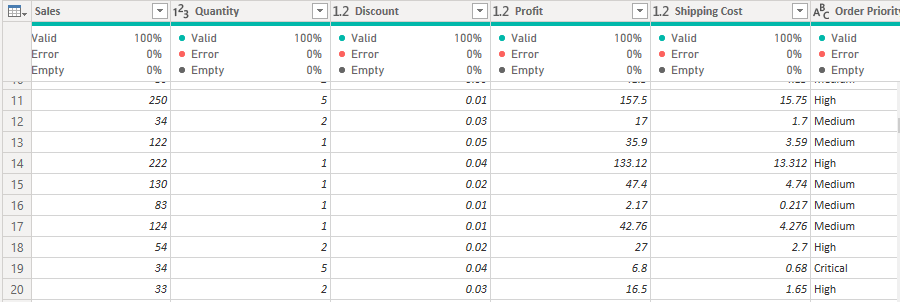 Sales 1²3 Quantity 1.2 Discount 1.2 Profit 1.2 Shipping Cost ABC Order Priority
Valid 100% Valid 100% Valid 100% Valid 100% Valid 100% Valid
Error 0% Error 0% Error 0% Error 0% Error 0% Error
Empty 0% Empty 0% Empty 0% Empty 0% Empty 0% Empty
11 250 5 0.01 157.5 15.75 High
12 34 2 0.03 17 1.7 Medium
13 122 1 0.05 35.9 3.59 Medium
14 222 1 0.04 133.12 13.312 High
15 130 1 0.02 47.4 4.74 Medium
16 83 1 0.01 2.17 0.217 Medium
17 124 1 0.01 42.76 4.276 Medium
18 54 2 0.02 27 2.7 High
19 34 5 0.04 6.8 0.68 Critical
20 33 2 0.03 16.5 1.65 High